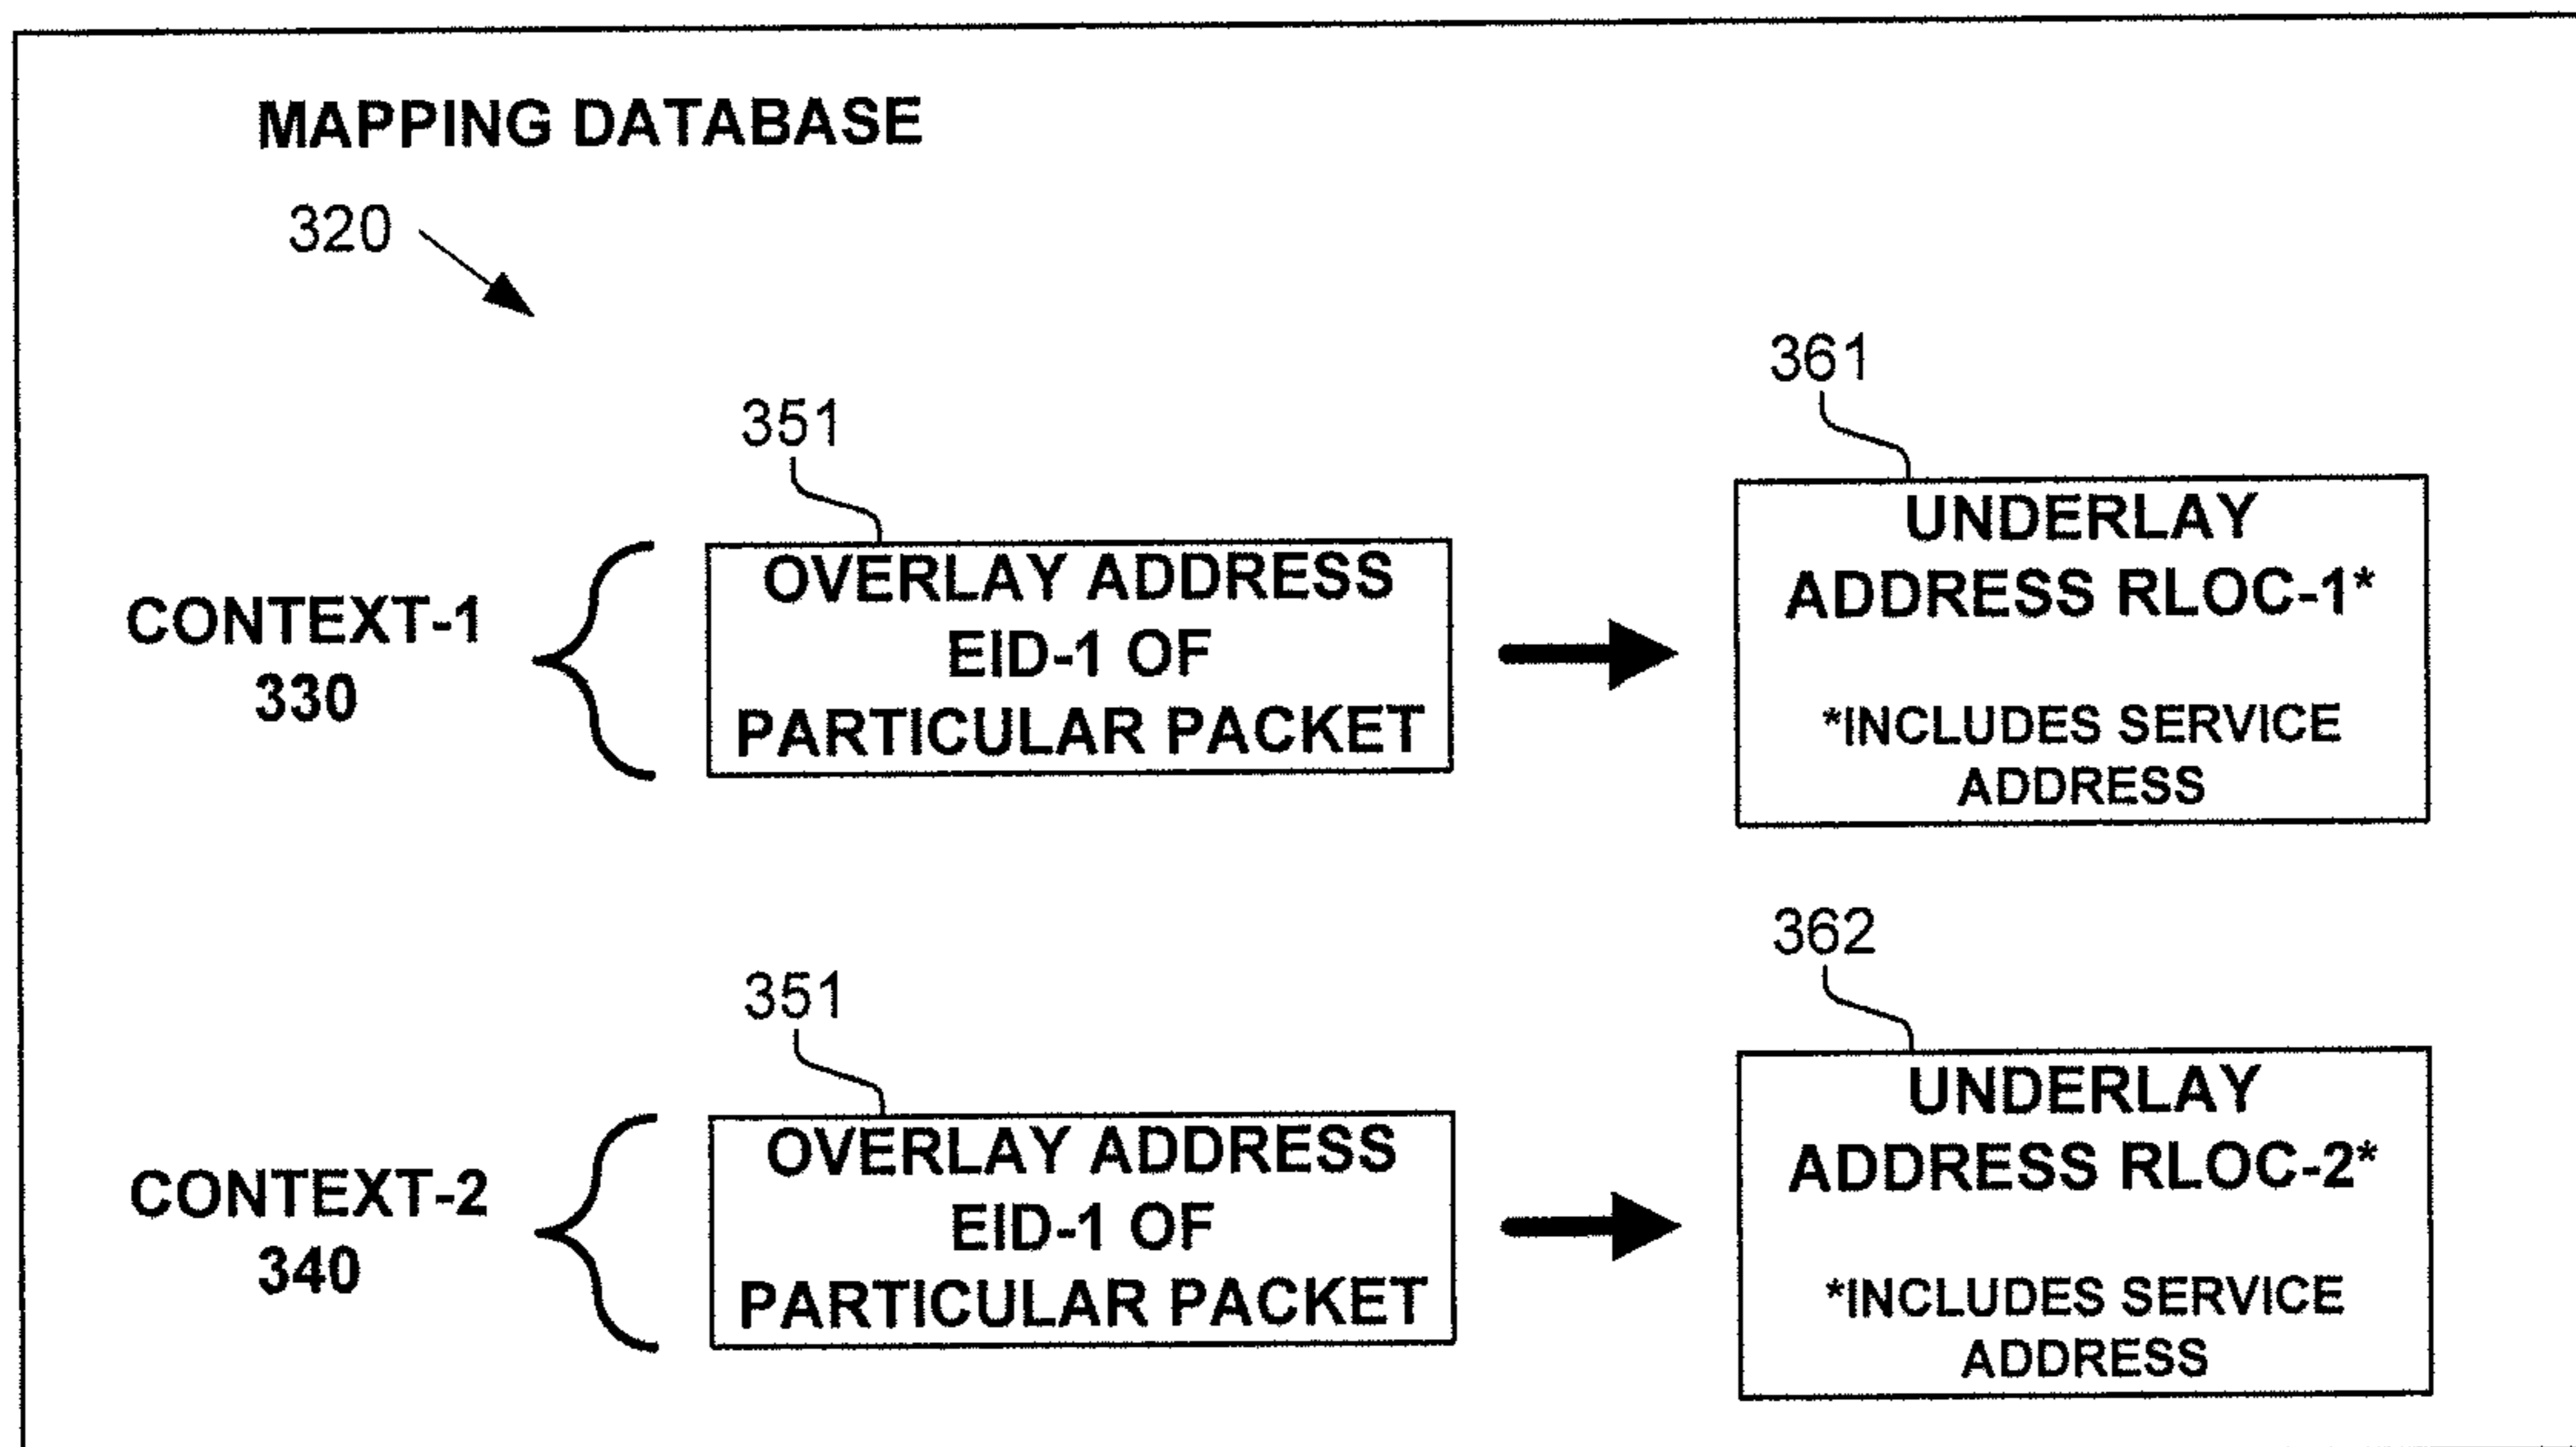 MAPPING DATABASE
320
361
351
UNDERLAY
ADDRESS RLOC-1*
*INCLUDES SERVICE
ADDRESS
OVERLAY ADDRESS
EID-1 OF
PARTICULAR PACKET
CONTEXT-1
330
362
351
UNDERLAY
ADDRESS RLOC-2*
*INCLUDES SERVICE
ADDRESS
OVERLAY ADDRESS
EID-1 OF
PARTICULAR PACKET
CONTEXT-2
340